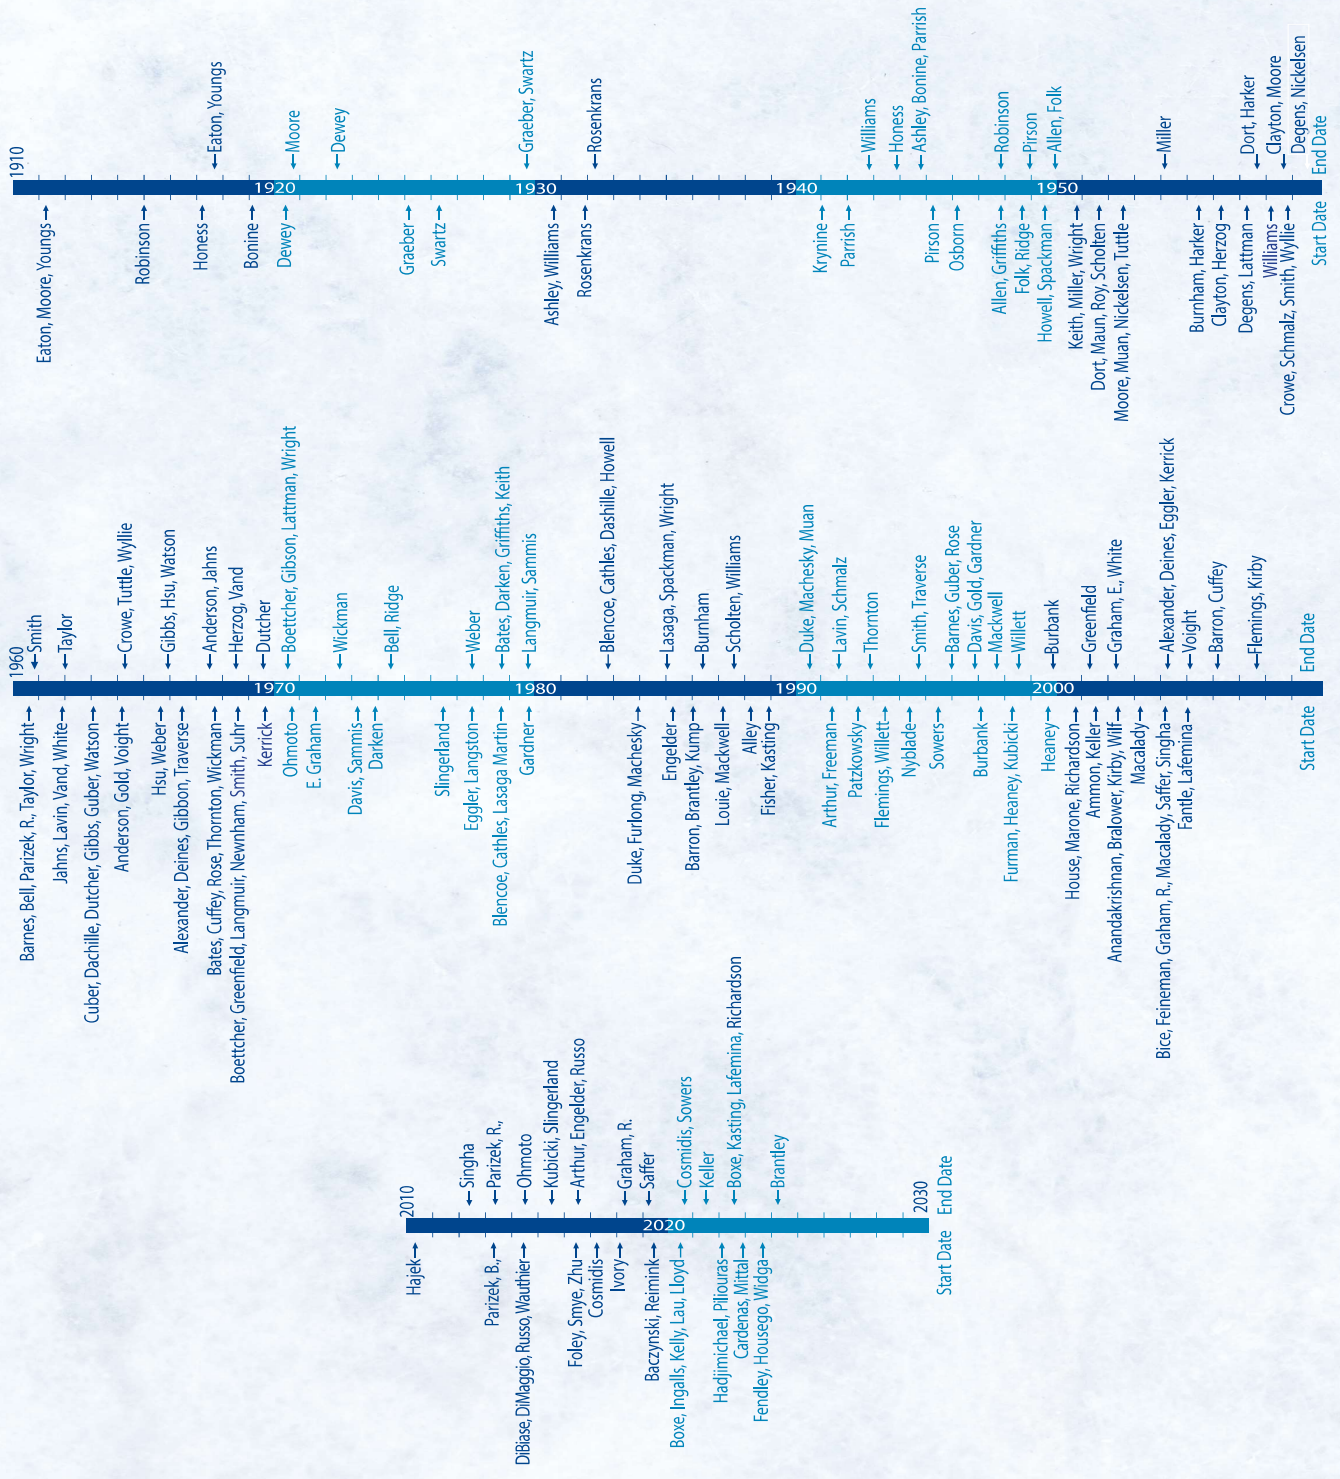 1910
Eaton, Youngs
Moore
Dewey
Graeber, Swartz
Rosenkrans
Williams
Honess
Ashley, Bonine, Parrish
Robinson
Pirson
Allen, Folk
Miller
Dort, Harker
Clayton, Moore
Degens, Nickelsen
End Date
1920
1930
1940
1950
Eaton, Moore, Youngs
Robinson
Honess
Bonine
Dewey
Graeber
Swartz
Ashley, Williams
Rosenkrans
Krynine
Parrish
Pirson
Osborn
Allen, Griffiths
Folk, Ridge
Howell, Spackman
Keith, Miller, Wright
Dort, Maun, Roy, Scholten
Moore, Muan, Nickelsen, Tuttle
Burnham, Harker
Clayton, Herzog
Degens, Lattman
Williams
Crowe, Schmalz, Smith, Wyllie
Start Date
1960
Smith
Taylor
Crowe, Tuttle, Wyllie
Gibbs, Hsu, Watson
Anderson, Jahns
Herzog, Vand
Dutcher
Boettcher, Gibson, Lattman, Wright
Wickman
Bell, Ridge
Weber
Bates, Darken, Griffiths, Keith
Langmuir, Sammis
Blencoe, Cathles, Dashille, Howell
Lasaga, Spackman, Wright
Burnham
Scholten, Williams
Duke, Machesky, Muan
Lavin, Schmalz
Thornton
Smith, Traverse
Barnes, Guber, Rose
Davis, Gold, Gardner
Mackwell
Willett
Burbank
Greenfield
Graham, E., White
Alexander, Deines, Eggler, Kerrick
Voight
Barron, Cuffey
Flemings, Kirby
End Date
1970
1980
1990
2000
Barnes, Bell, Parizek, R., Taylor, Wright
Jahns, Lavin, Vand, White
Cuber, Dachille, Dutcher, Gibbs, Guber, Watson
Anderson, Gold, Voight
Hsu, Weber
Alexander, Deines, Gibbon, Traverse
Bates, Cuffey, Rose, Thornton, Wickman
Boettcher, Greenfield, Langmuir, Newnham, Smith, Suhr
Kerrick
Ohmoto
E. Graham
Davis, Sammis
Darken
Slingerland
Eggler, Langston
Blencoe, Cathles, Lasaga Martin
Gardner
Duke, Furlong, Machesky
Engelder
Barron, Brantley, Kump
Louie, Mackwell
Alley
Fisher, Kasting
Arthur, Freeman
Patzkowsky
Flemings, Willett
Nyblade
Sowers
Burbank
Furman, Heaney, Kubicki
Heaney
House, Marone, Richardson
Ammon, Keller
Anandakrishnan, Bralower, Kirby, Wilf
Macalady
Bice, Feineman, Graham, R., Macalady, Saffer, Singha
Fantle, Lafemina
Start Date
2010
Singha
Parizek, R.,
Ohmoto
Kubicki, Slingerland
Arthur, Engelder, Russo
Graham, R.
Saffer
Cosmidis, Sowers
Keller
Boxe, Kasting, Lafemina, Richardson
Brantley
2030
End Date
2020
Hajek
Parizek, B.,
DiBiase, DiMaggio, Russo, Wauthier
Foley, Smye, Zhu
Cosmidis
Ivory
Baczynski, Reimink
Boxe, Ingalls, Kelly, Lau, Lloyd
Hadjimichael, Piliouras
Cardenas, Mittal
Fendley, Housego, Widga
Start Date